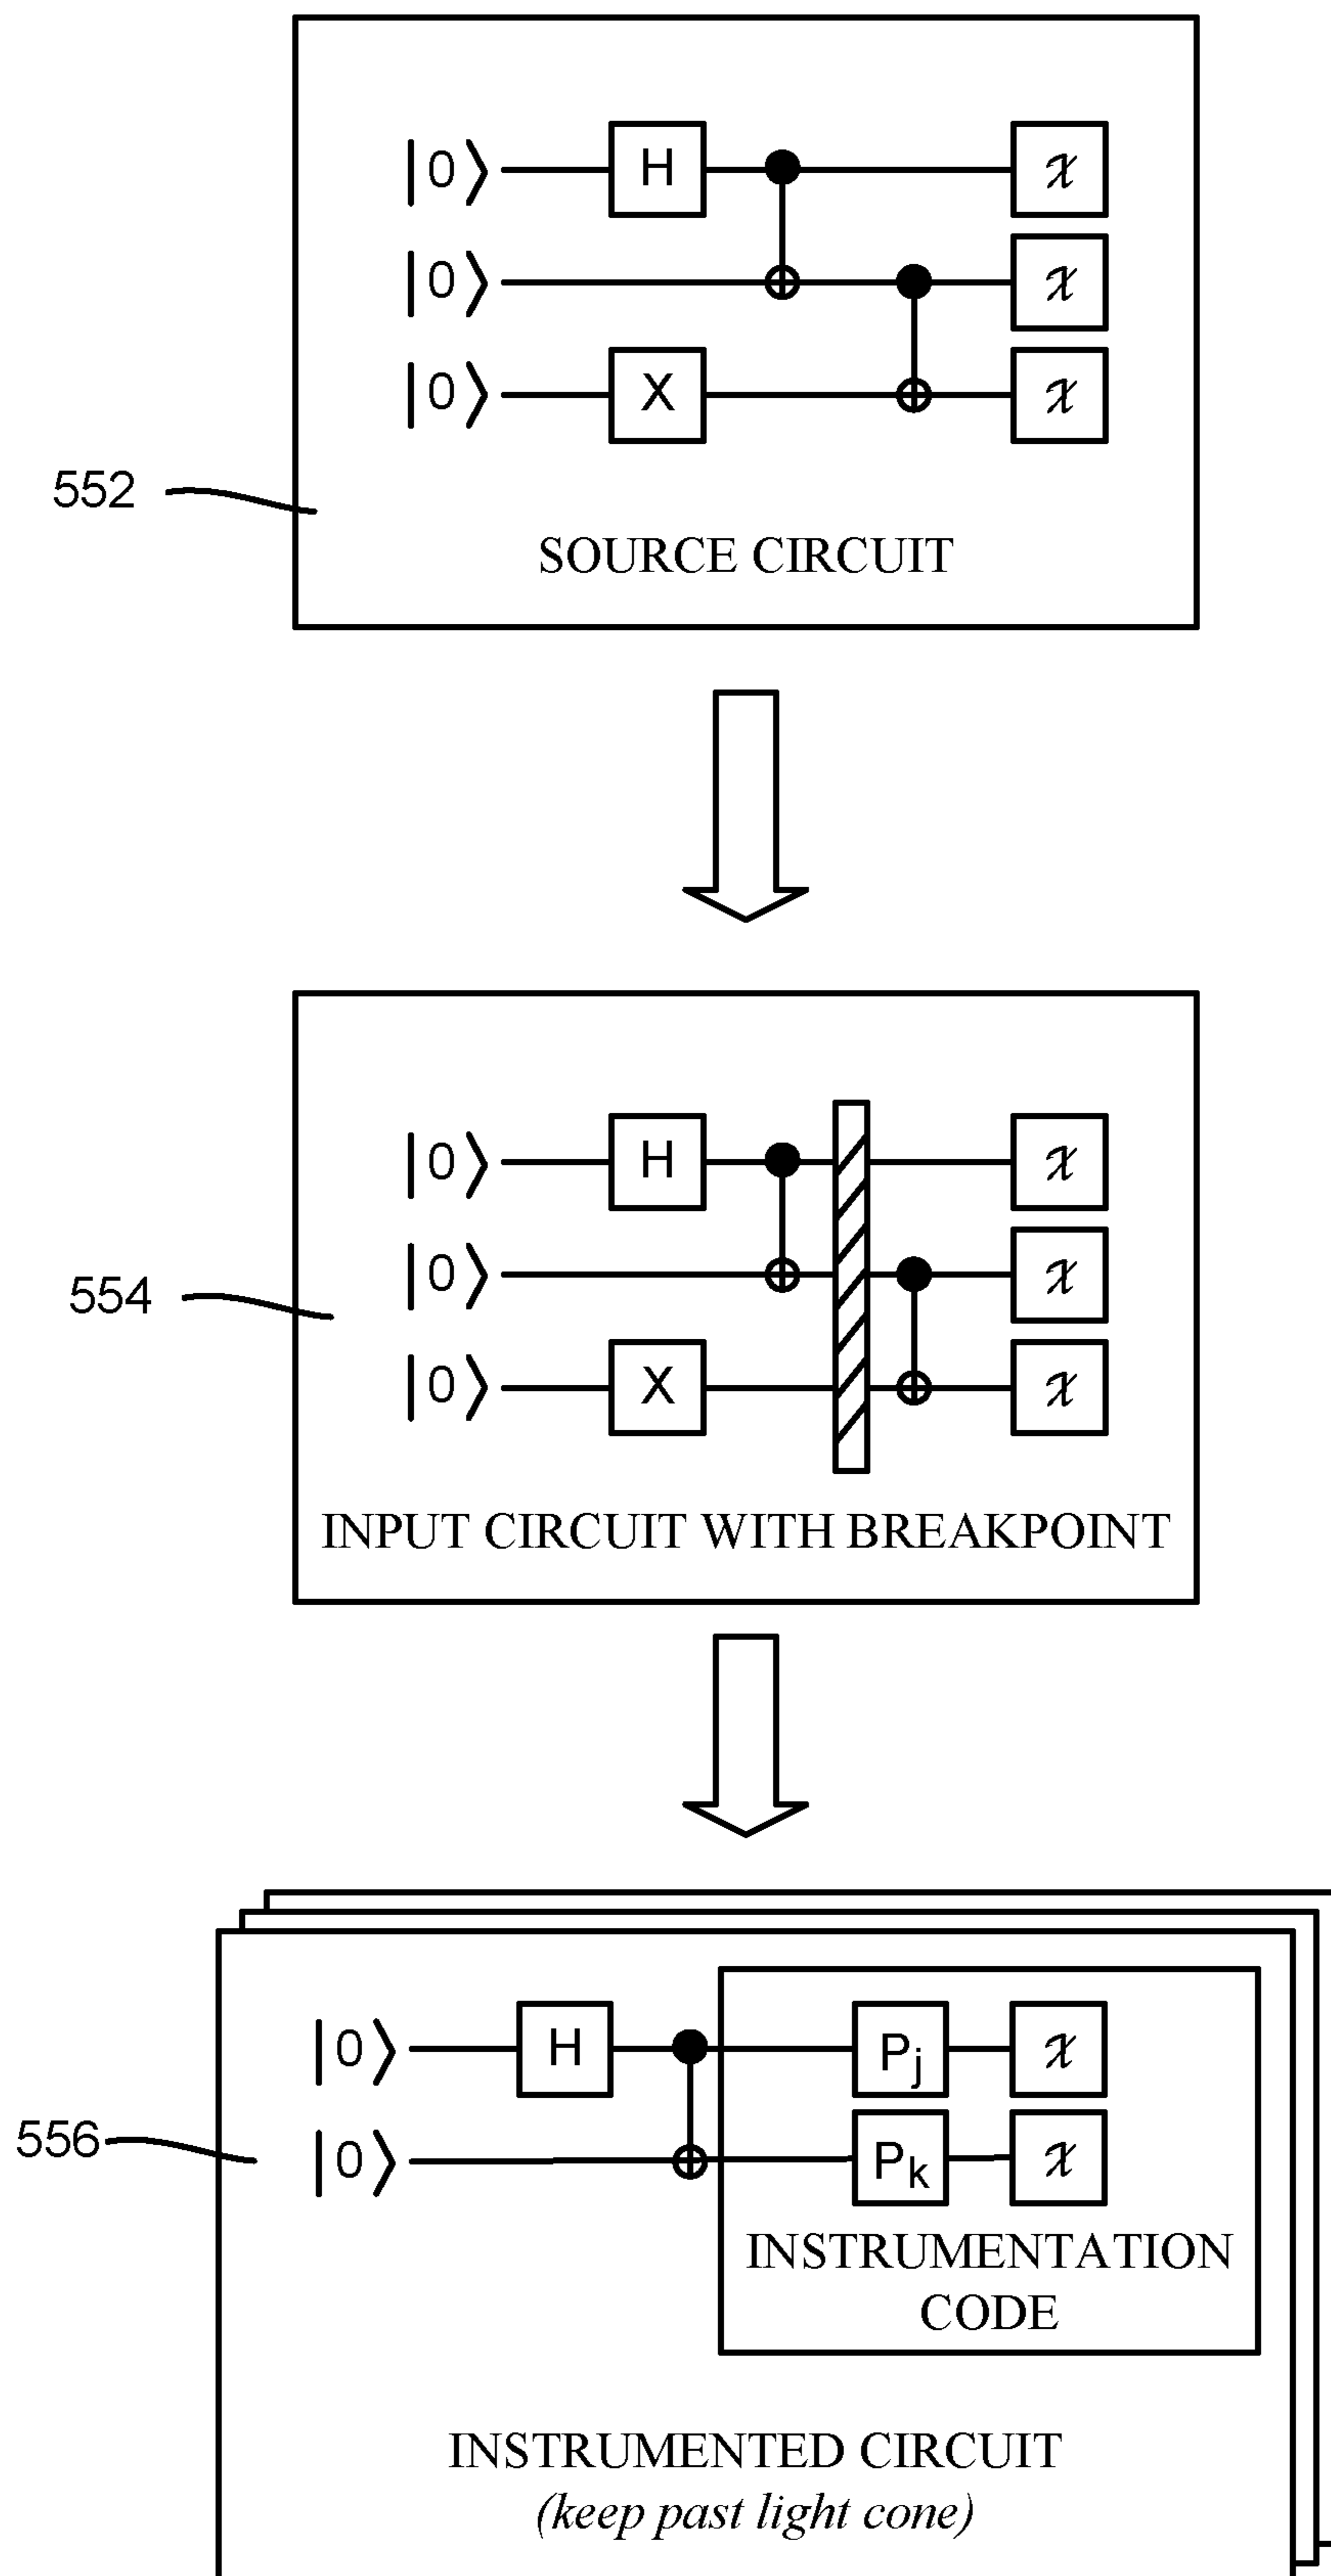 |0⟩ H 𝓍
|0⟩ 𝓍
|0⟩ X 𝓍
552
SOURCE CIRCUIT
|0⟩ H 𝓍
|0⟩ 𝓍
554
|0⟩ X 𝓍
INPUT CIRCUIT WITH BREAKPOINT
|0⟩ H Pj 𝓍
556 |0⟩ Pk 𝓍
INSTRUMENTATION
CODE
INSTRUMENTED CIRCUIT
(keep past light cone)